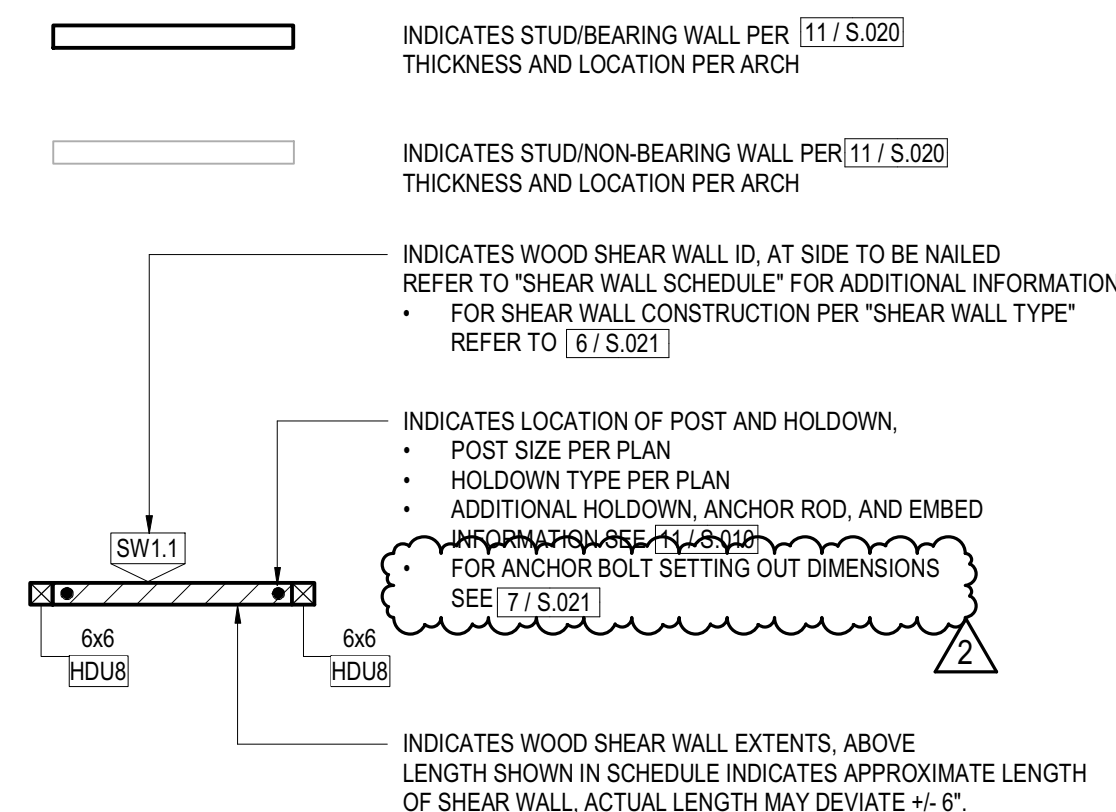 INDICATES STUD/BEARING WALL PER 11 / S.020
THICKNESS AND LOCATION PER ARCH
INDICATES STUD/NON-BEARING WALL PER 11 / S.020
THICKNESS AND LOCATION PER ARCH
INDICATES WOOD SHEAR WALL ID, AT SIDE TO BE NAILED
REFER TO "SHEAR WALL SCHEDULE" FOR ADDITIONAL INFORMATION
• FOR SHEAR WALL CONSTRUCTION PER "SHEAR WALL TYPE"
REFER TO 6 / S.021
INDICATES LOCATION OF POST AND HOLDOWN,
• POST SIZE PER PLAN
• HOLDOWN TYPE PER PLAN
• ADDITIONAL HOLDOWN, ANCHOR ROD, AND EMBED
INFORMATION SEE 11 / S.010
• FOR ANCHOR BOLT SETTING OUT DIMENSIONS
SEE 7 / S.021
2
SW1.1
6x6
HDU8
6x6
HDU8
INDICATES WOOD SHEAR WALL EXTENTS, ABOVE
LENGTH SHOWN IN SCHEDULE INDICATES APPROXIMATE LENGTH
OF SHEAR WALL, ACTUAL LENGTH MAY DEVIATE +/- 6".